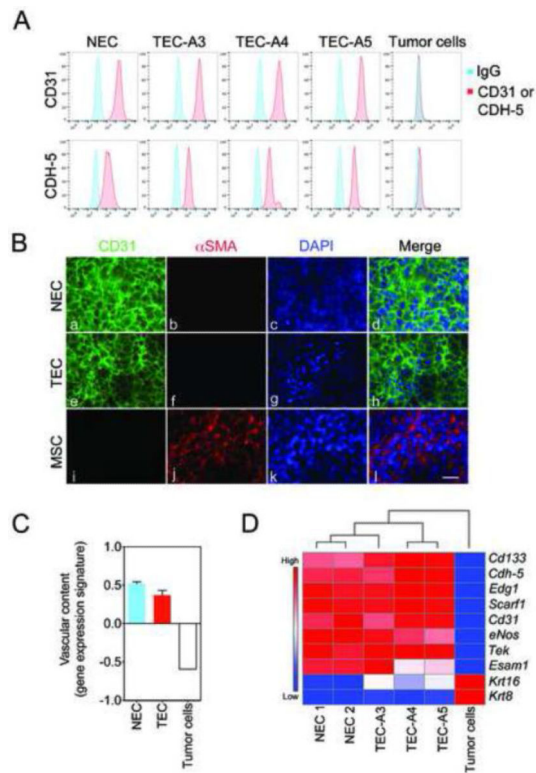 A
NEC TEC-A3 TEC-A4 TEC-A5 Tumor cells
CD31
IgG
CD31 or
CDH-5
CDH-5
B
CD31 αSMA DAPI Merge
NEC
a b c d
TEC
e f g h
MSC
i j k l
C
Vascular content
(gene expression signature)
1.0
0.5
0.0
-0.5
-1.0
NEC
TEC
Tumor cells
D
High
Low
Cd133
Cdh-5
Edg1
Scarf1
Cd31
eNos
Tek
Esam1
Krt16
Krt8
NEC 1
NEC 2
TEC-A3
TEC-A4
TEC-A5
Tumor cells